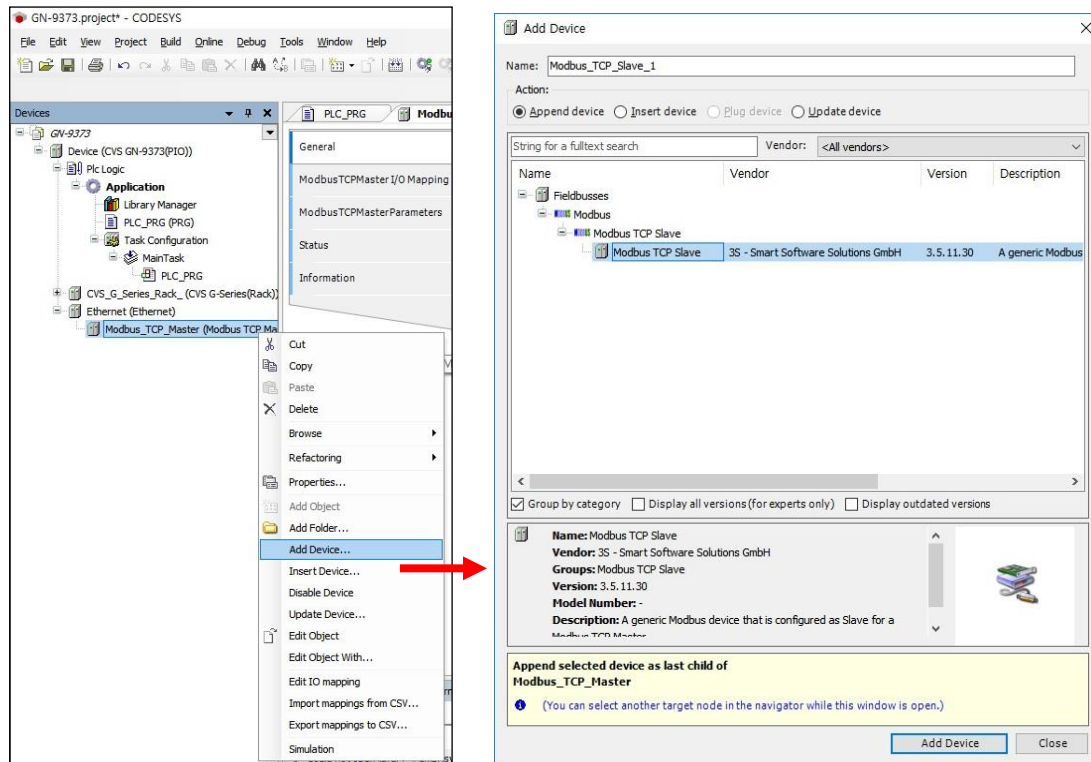 GN-9373.project* - CODESYS
File Edit View Project Build Online Debug Tools Window Help
Devices
GN-9373
Device (CVS GN-9373(PIO))
Plc Logic
Application
Library Manager
PLC_PRG (PRG)
Task Configuration
MainTask
PLC_PRG
CVS_G_Series_Rack_ (CVS G-Series(Rack))
Ethernet (Ethernet)
Modbus_TCP_Master (Modbus TCP Ma
PLC_PRG Modbu
General
ModbusTCPMaster I/O Mapping
ModbusTCPMasterParameters
Status
Information
Cut
Copy
Paste
Delete
Browse
Refactoring
Properties...
Add Object
Add Folder...
Add Device...
Insert Device...
Disable Device
Update Device...
Edit Object
Edit Object With...
Edit IO mapping
Import mappings from CSV...
Export mappings to CSV...
Simulation
Add Device
Name: Modbus_TCP_Slave_1
Action:
Append device Insert device Plug device Update device
String for a fulltext search Vendor: <All vendors>
Name Vendor Version Description
Fieldbusses
Modbus
Modbus TCP Slave
Modbus TCP Slave 3S - Smart Software Solutions GmbH 3.5.11.30 A generic Modbus
Group by category Display all versions (for experts only) Display outdated versions
Name: Modbus TCP Slave
Vendor: 3S - Smart Software Solutions GmbH
Groups: Modbus TCP Slave
Version: 3.5.11.30
Model Number: -
Description: A generic Modbus device that is configured as Slave for a
Modbus TCP Master
Append selected device as last child of
Modbus_TCP_Master
(You can select another target node in the navigator while this window is open.)
Add Device Close